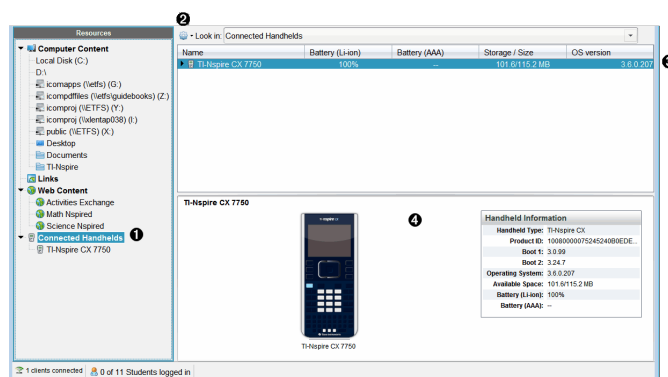 Resources
Computer Content
Local Disk (C:)
D:\
icomapps (\\etfs) (G:)
icompdffiles (\\etfs\guidebooks) (Z:)
icomproj (\\ETFS) (Y:)
icomproj (\\xlentap038) (I:)
public (\\ETFS) (X:)
Desktop
Documents
TI-Nspire
Links
Web Content
Activities Exchange
Math Nspired
Science Nspired
Connected Handhelds ❶
TI-Nspire CX 7750
❷
Look in: Connected Handhelds
Name Battery (Li-ion) Battery (AAA) Storage / Size OS version
TI-Nspire CX 7750 100% -- 101.6/115.2 MB 3.6.0.207 ❸
TI-Nspire CX 7750
❹
TI-Nspire CX 7750
Handheld Information
Handheld Type: TI-Nspire CX
Product ID: 10080000075245240B0EDE...
Boot 1: 3.0.99
Boot 2: 3.24.7
Operating System: 3.6.0.207
Available Space: 101.6/115.2 MB
Battery (Li-ion): 100%
Battery (AAA): --
1 clients connected 0 of 11 Students logged in